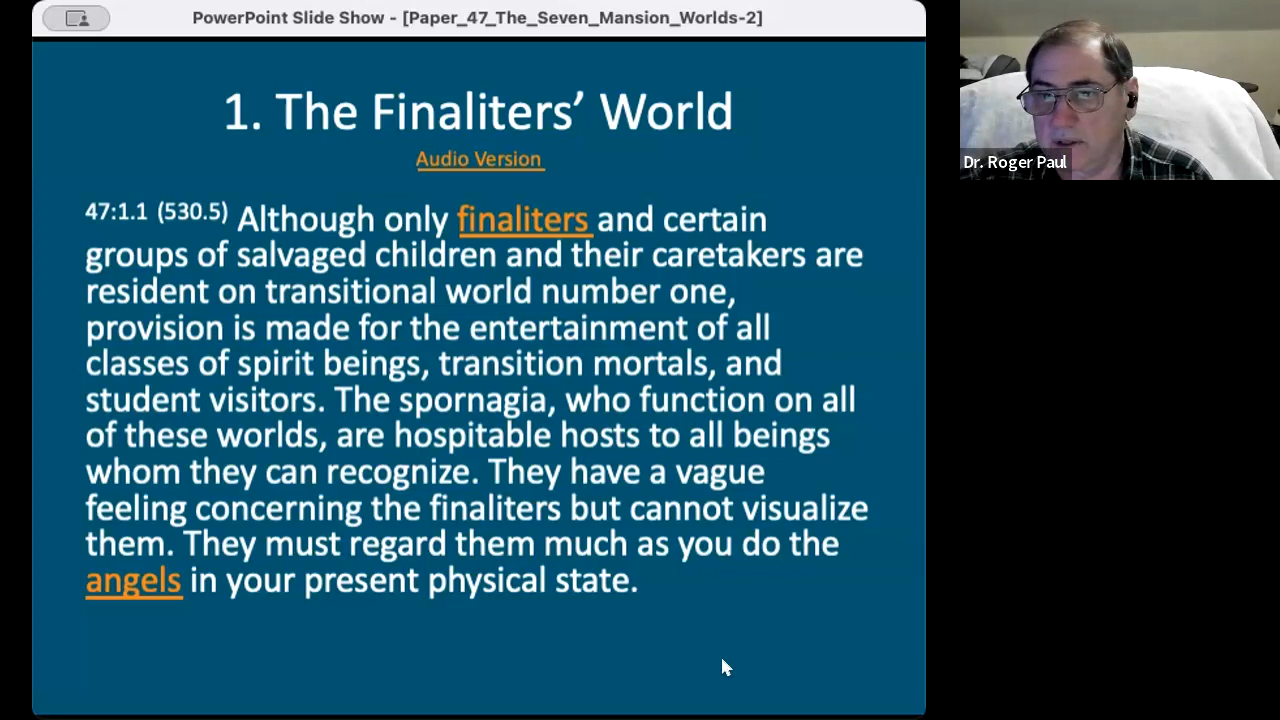 PowerPoint Slide Show - [Paper_47_The_Seven_Mansion_Worlds-2]
1. The Finaliters’ World
Audio Version
47:1.1 (530.5) Although only finaliters and certain
groups of salvaged children and their caretakers are
resident on transitional world number one,
provision is made for the entertainment of all
classes of spirit beings, transition mortals, and
student visitors. The spornagia, who function on all
of these worlds, are hospitable hosts to all beings
whom they can recognize. They have a vague
feeling concerning the finaliters but cannot visualize
them. They must regard them much as you do the
angels in your present physical state.
Dr. Roger Paul